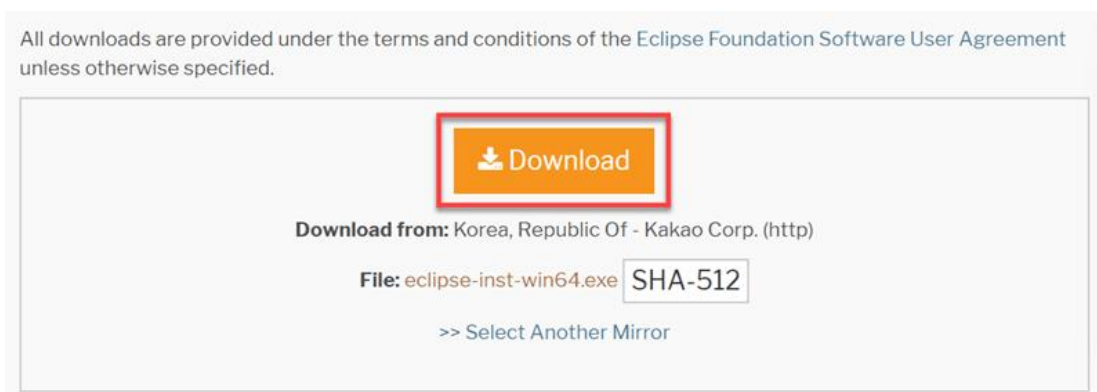 All downloads are provided under the terms and conditions of the Eclipse Foundation Software User Agreement
unless otherwise specified.
Download
Download from: Korea, Republic Of - Kakao Corp. (http)
File: eclipse-inst-win64.exe SHA-512
>> Select Another Mirror